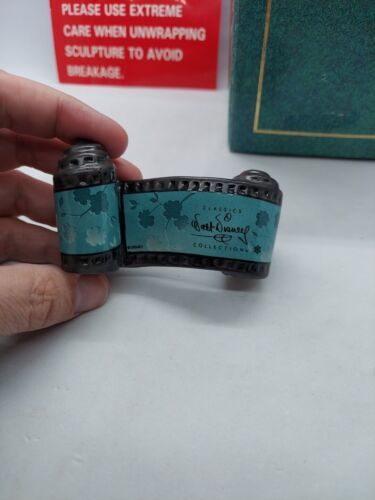 PLEASE USE EXTREME
CARE WHEN UNWRAPPING
SCULPTURE TO AVOID
BREAKAGE.
CLASSICS
Walt Disney
COLLECTION